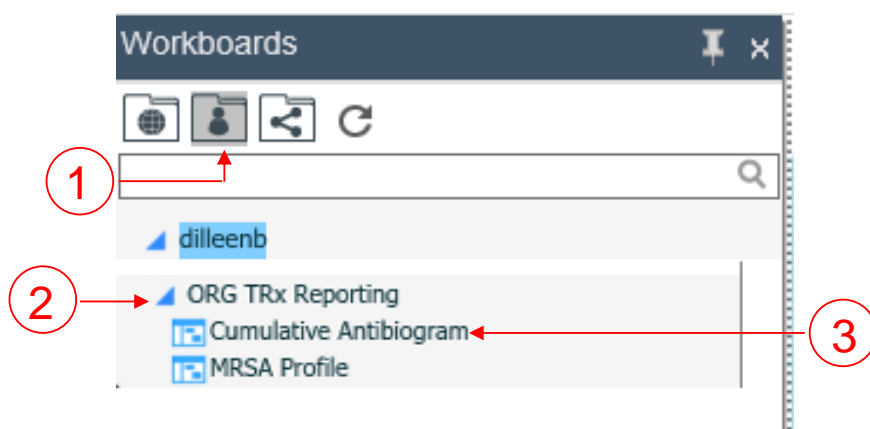 Workboards
1
dilleenb
2
ORG TRx Reporting
Cumulative Antibiogram
3
MRSA Profile